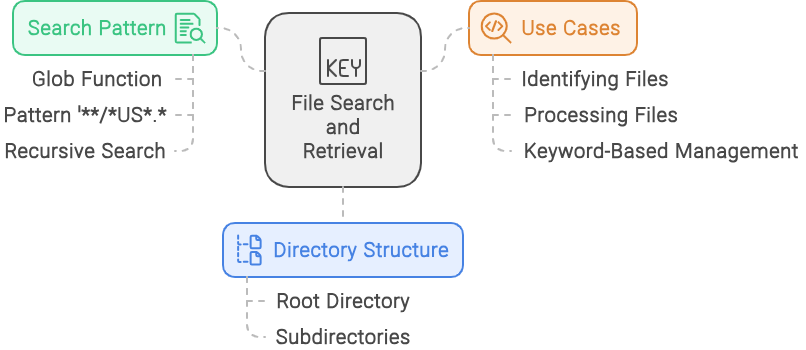 Search Pattern
Glob Function
Pattern '**/*US*.*
Recursive Search
KEY
File Search
and
Retrieval
Use Cases
Identifying Files
Processing Files
Keyword-Based Management
Directory Structure
Root Directory
Subdirectories